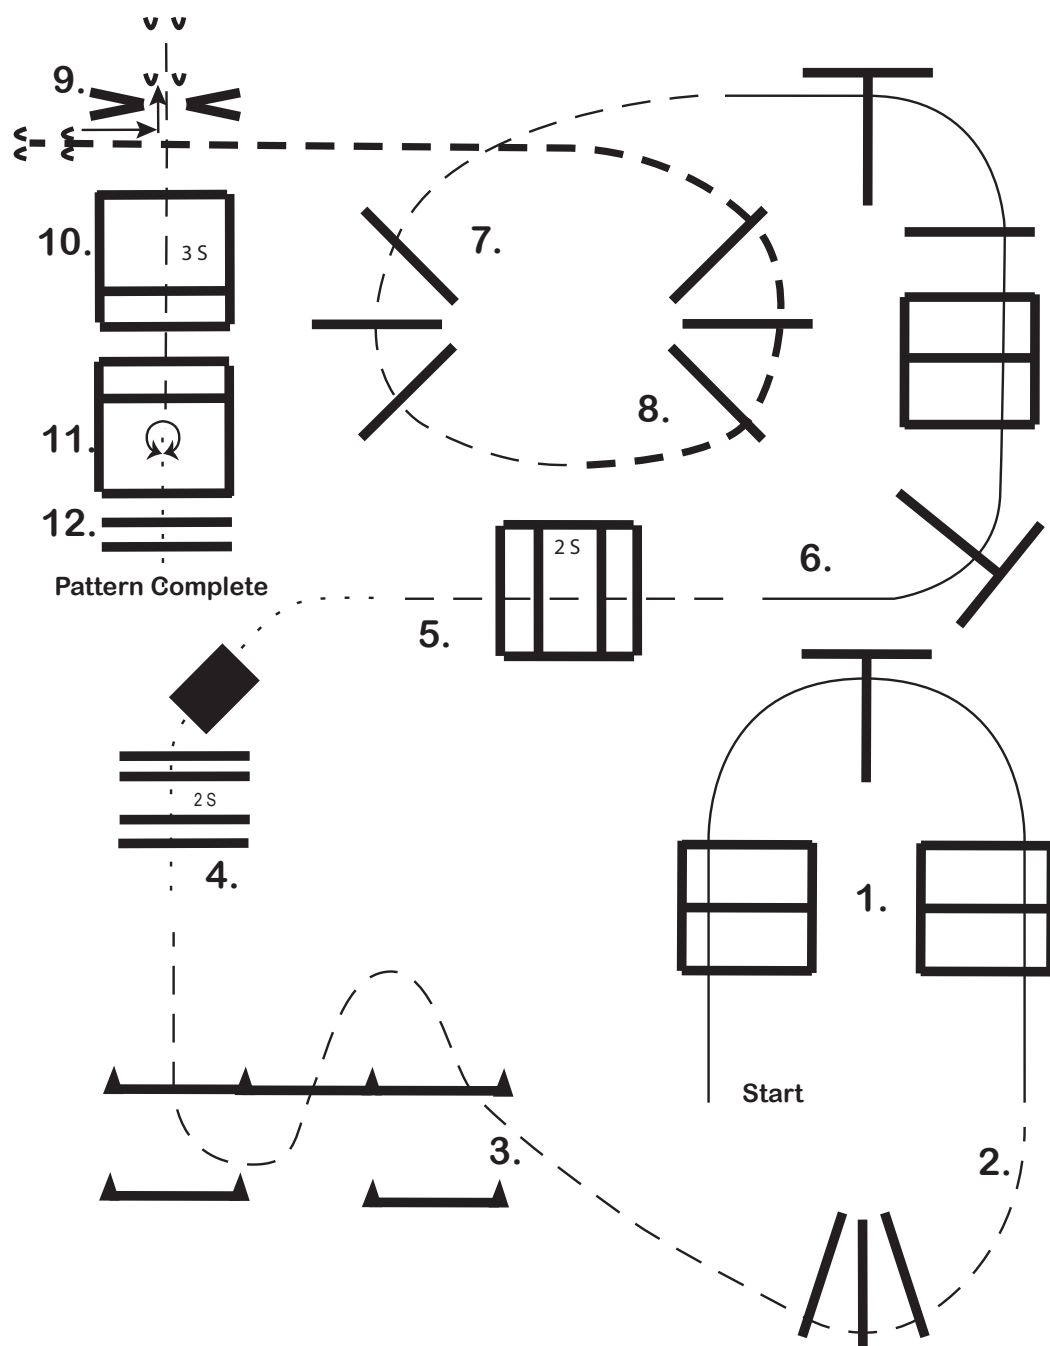 9.
10.
3 S
7.
8.
11.
12.
Pattern Complete
2 S
6.
5.
2 S
4.
1.
Start
3.
2.